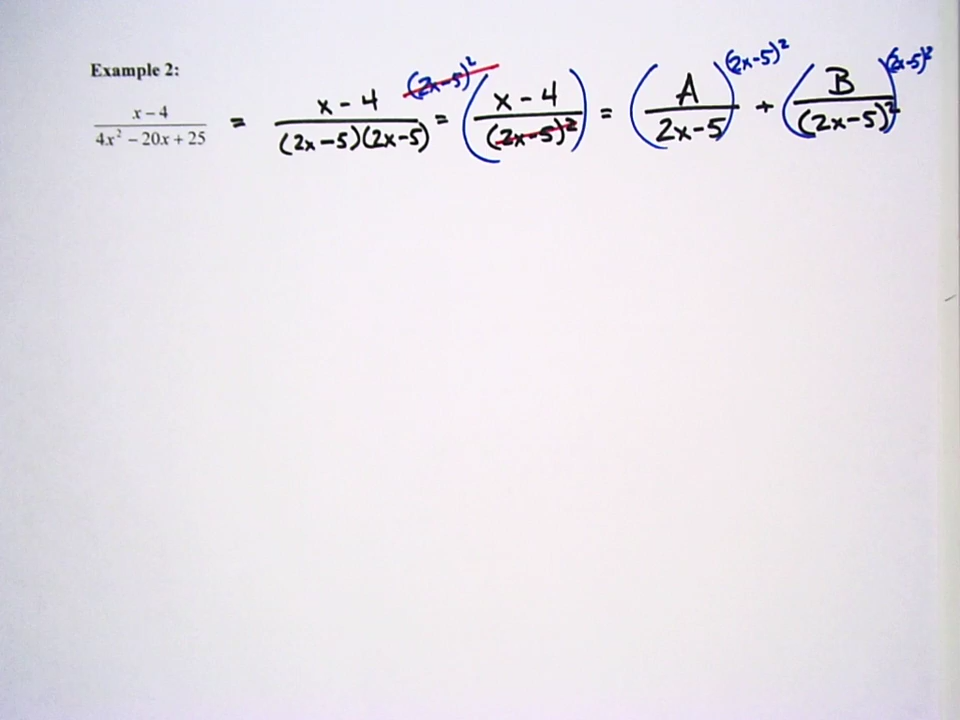 Example 2:
x − 4 / 4x² − 20x + 25 = x − 4 / (2x−5)(2x−5) = (2x−5)² (x − 4 / (2x−5)²) = (A / 2x−5)(2x−5)² + (B / (2x−5)²)(2x−5)²